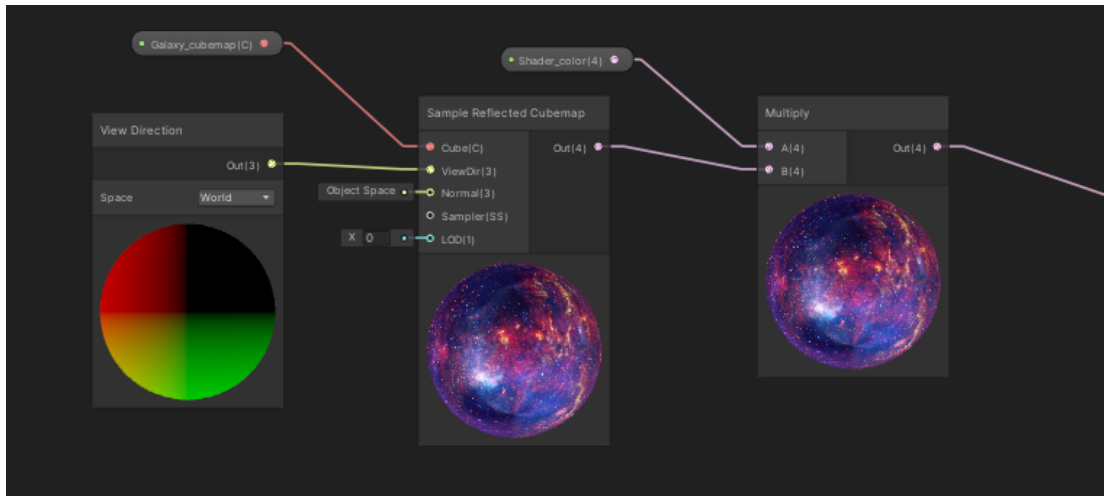 Galaxy_cubemap(C)
Shader_color(4)
View Direction
Out(3)
Space
World
Sample Reflected Cubemap
Cube(C)
Out(4)
ViewDir(3)
Object Space
Normal(3)
Sampler(SS)
X 0
LOD(1)
Multiply
A(4)
Out(4)
B(4)